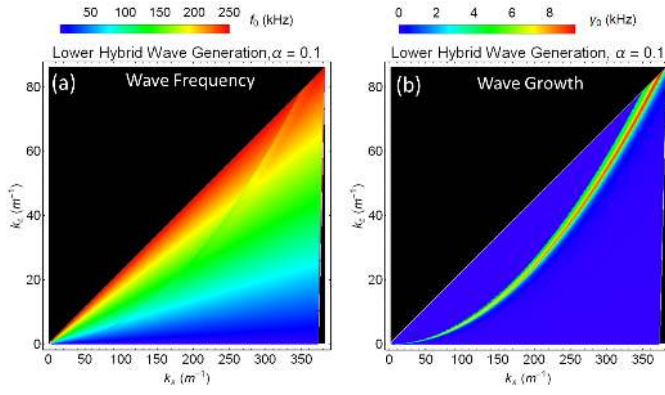 50 100 150 200 250 f₀ (kHz)
Lower Hybrid Wave Generation, α = 0.1
(a) Wave Frequency
80
60
40
20
0
k_z (m⁻¹)
0 50 100 150 200 250 300 350
kₓ (m⁻¹)
0 2 4 6 8 γ₀ (kHz)
Lower Hybrid Wave Generation, α = 0.1
(b) Wave Growth
80
60
40
20
0
k_z (m⁻¹)
0 50 100 150 200 250 300 350
kₓ (m⁻¹)